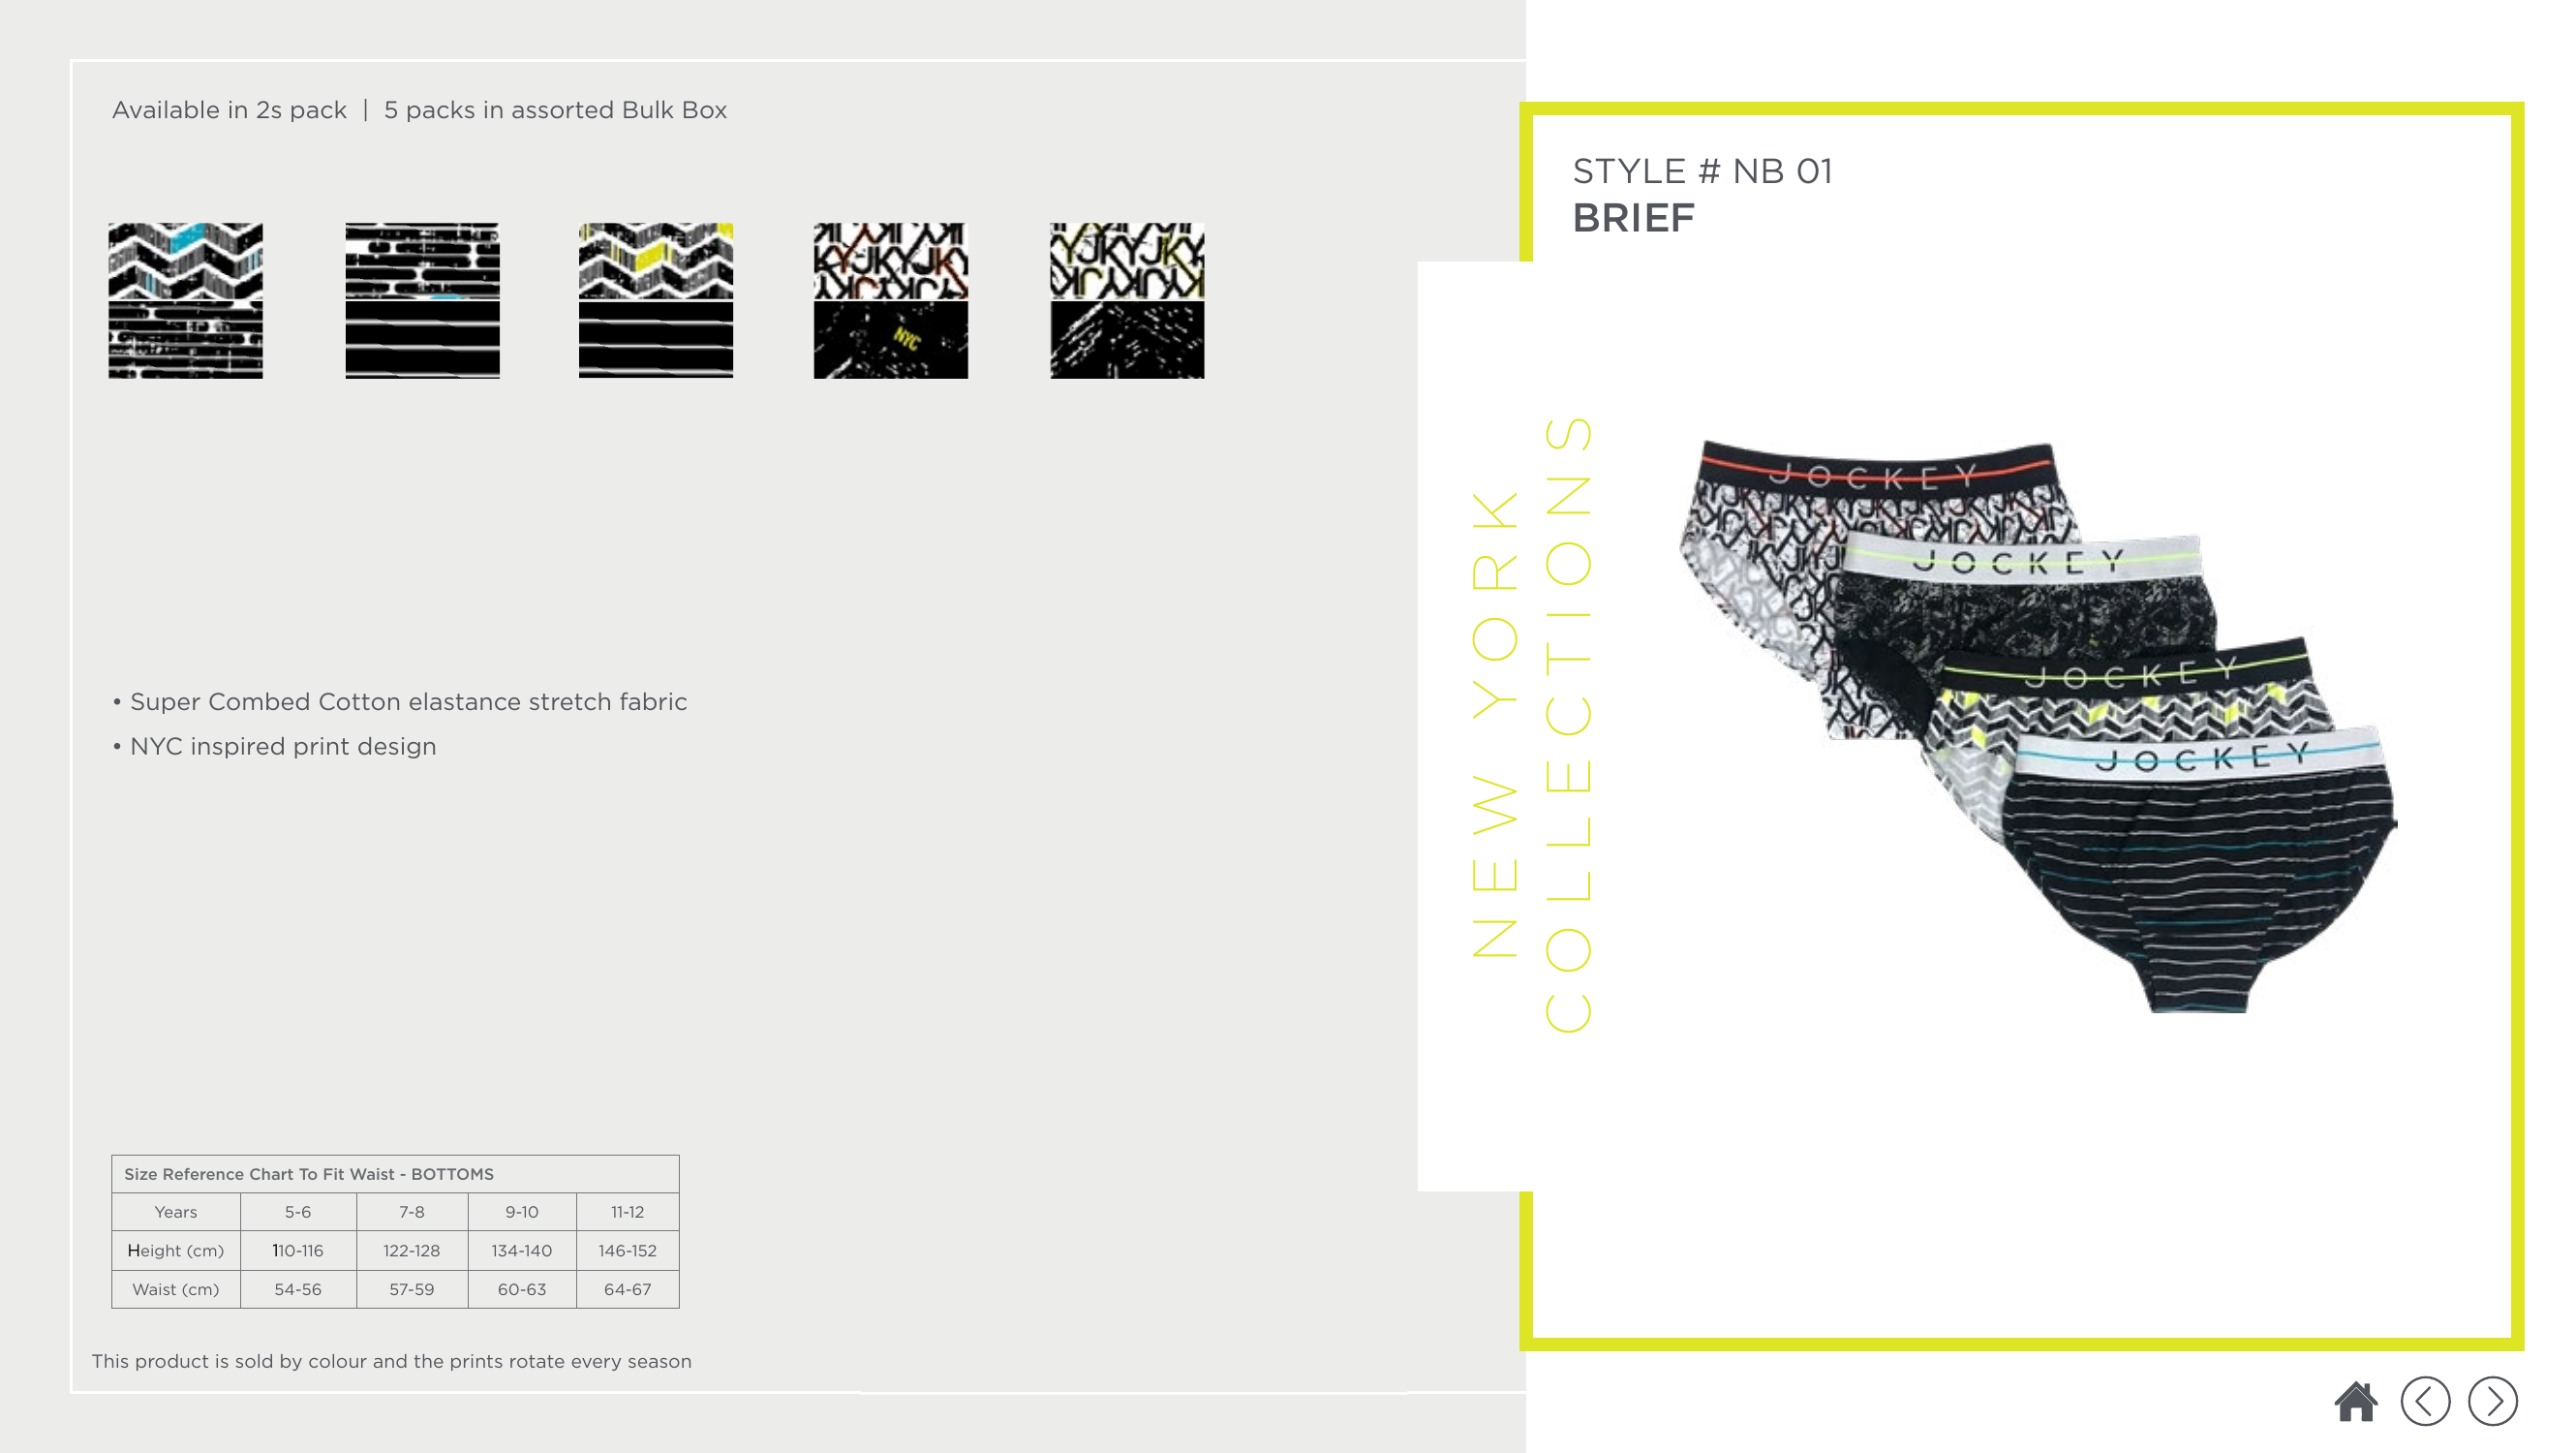 Available in 2s pack | 5 packs in assorted Bulk Box
NYC
• Super Combed Cotton elastance stretch fabric
• NYC inspired print design
Size Reference Chart To Fit Waist - BOTTOMS
Years 5-6 7-8 9-10 11-12
Height (cm) 110-116 122-128 134-140 146-152
Waist (cm) 54-56 57-59 60-63 64-67
This product is sold by colour and the prints rotate every season
STYLE # NB 01
BRIEF
NEW YORK
COLLECTIONS
JOCKEY
JOCKEY
JOCKEY
JOCKEY